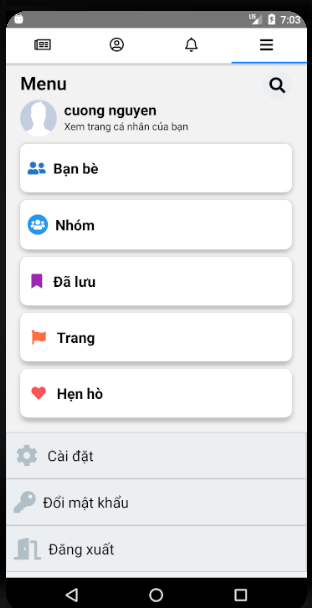 LTE 7:03
Menu
cuong nguyen
Xem trang cá nhân của bạn
Bạn bè
Nhóm
Đã lưu
Trang
Hẹn hò
Cài đặt
Đổi mật khẩu
Đăng xuất